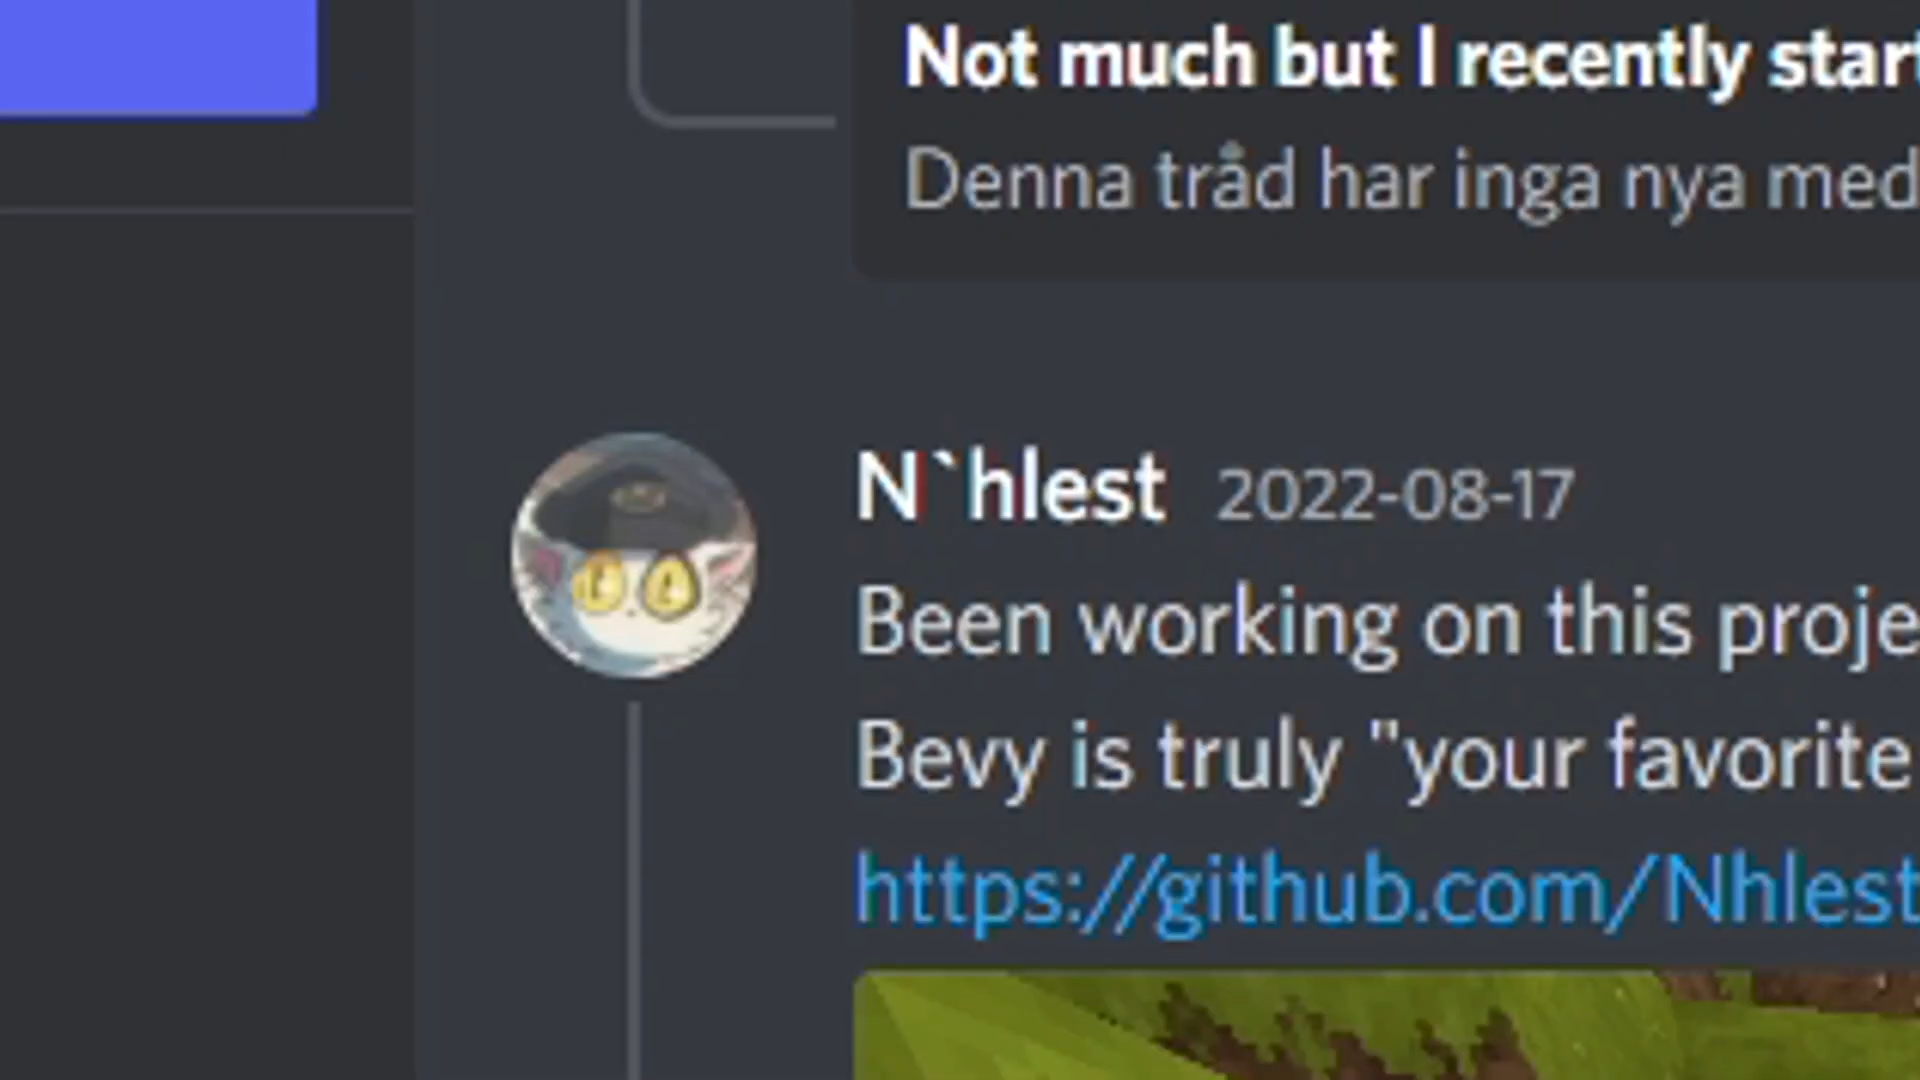 Not much but I recently start
Denna tråd har inga nya med
N`hlest 2022-08-17
Been working on this proje
Bevy is truly "your favorite
https://github.com/Nhlest